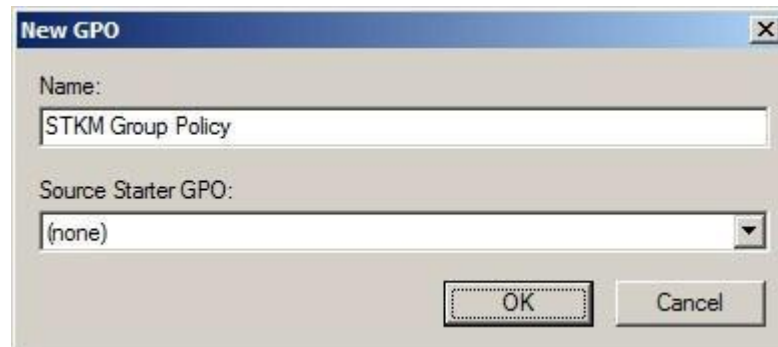 New GPO
Name:
STKM Group Policy
Source Starter GPO:
(none)
OK Cancel